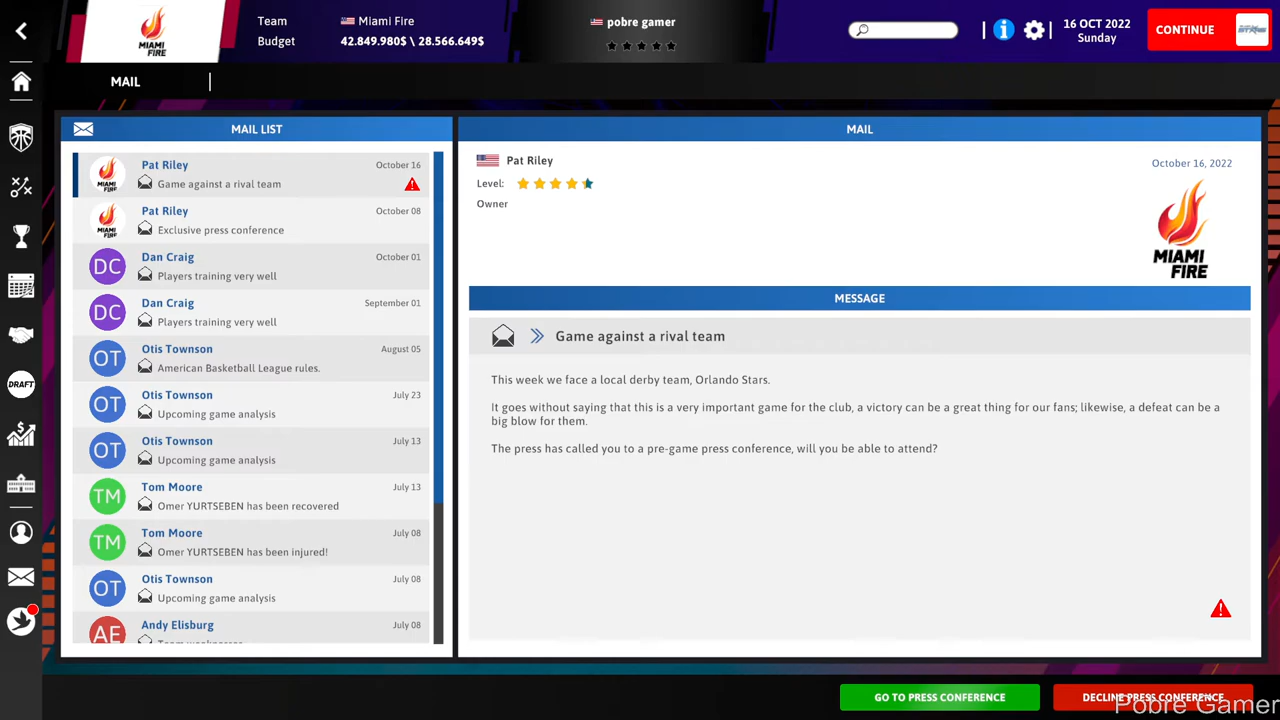 MIAMI
FIRE
Team
Miami Fire
Budget
42.849.980$ \ 28.566.649$
pobre gamer
16 OCT 2022
Sunday
CONTINUE
MAIL
MAIL LIST
Pat Riley
October 16
Game against a rival team
Pat Riley
October 08
Exclusive press conference
DC
Dan Craig
October 01
Players training very well
DC
Dan Craig
September 01
Players training very well
OT
Otis Townson
August 05
American Basketball League rules.
OT
Otis Townson
July 23
Upcoming game analysis
OT
Otis Townson
July 13
Upcoming game analysis
TM
Tom Moore
July 13
Omer YURTSEBEN has been recovered
TM
Tom Moore
July 08
Omer YURTSEBEN has been injured!
OT
Otis Townson
July 08
Upcoming game analysis
AE
Andy Elisburg
July 08
DRAFT
MAIL
Pat Riley
October 16, 2022
Level:
Owner
MIAMI
FIRE
MESSAGE
Game against a rival team
This week we face a local derby team, Orlando Stars.
It goes without saying that this is a very important game for the club, a victory can be a great thing for our fans; likewise, a defeat can be a
big blow for them.
The press has called you to a pre-game press conference, will you be able to attend?
GO TO PRESS CONFERENCE
DECLINE PRESS CONFERENCE
Pobre Gamer